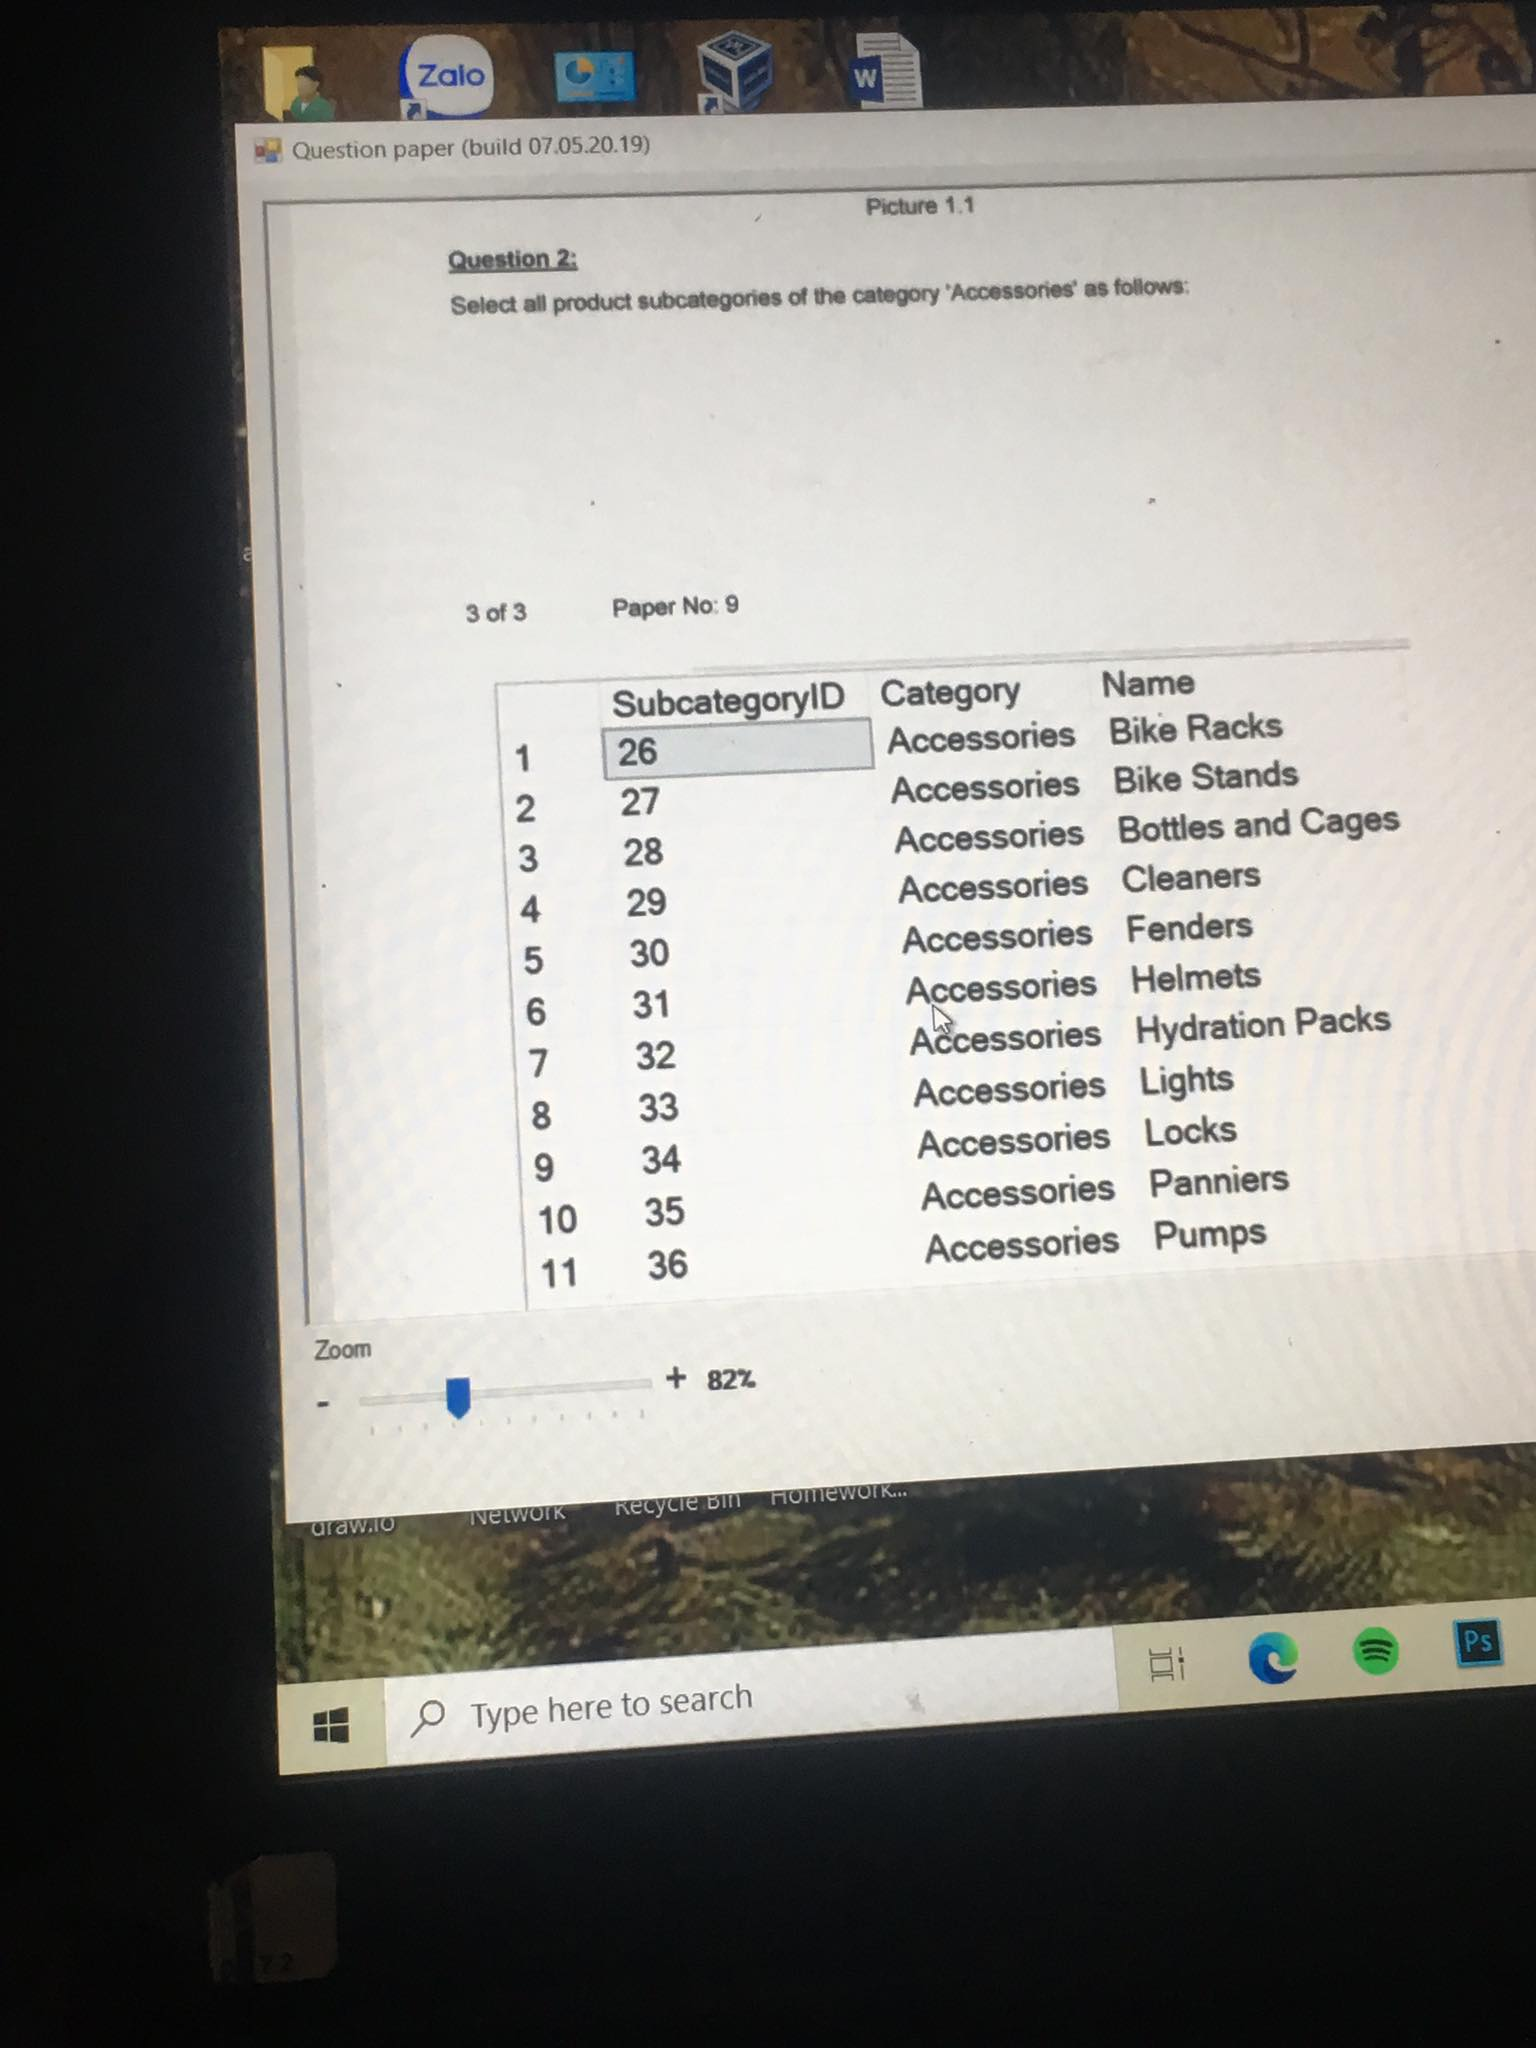 Zalo
W
Question paper (build 07.05.20.19)
Picture 1.1
Question 2:
Select all product subcategories of the category 'Accessories' as follows:
3 of 3 Paper No: 9
SubcategoryID Category Name
1 26 Accessories Bike Racks
2 27 Accessories Bike Stands
3 28 Accessories Bottles and Cages
4 29 Accessories Cleaners
5 30 Accessories Fenders
6 31 Accessories Helmets
7 32 Accessories Hydration Packs
8 33 Accessories Lights
9 34 Accessories Locks
10 35 Accessories Panniers
11 36 Accessories Pumps
Zoom
- + 82%
draw.io Network Recycle Bin Homework...
Type here to search
Ps